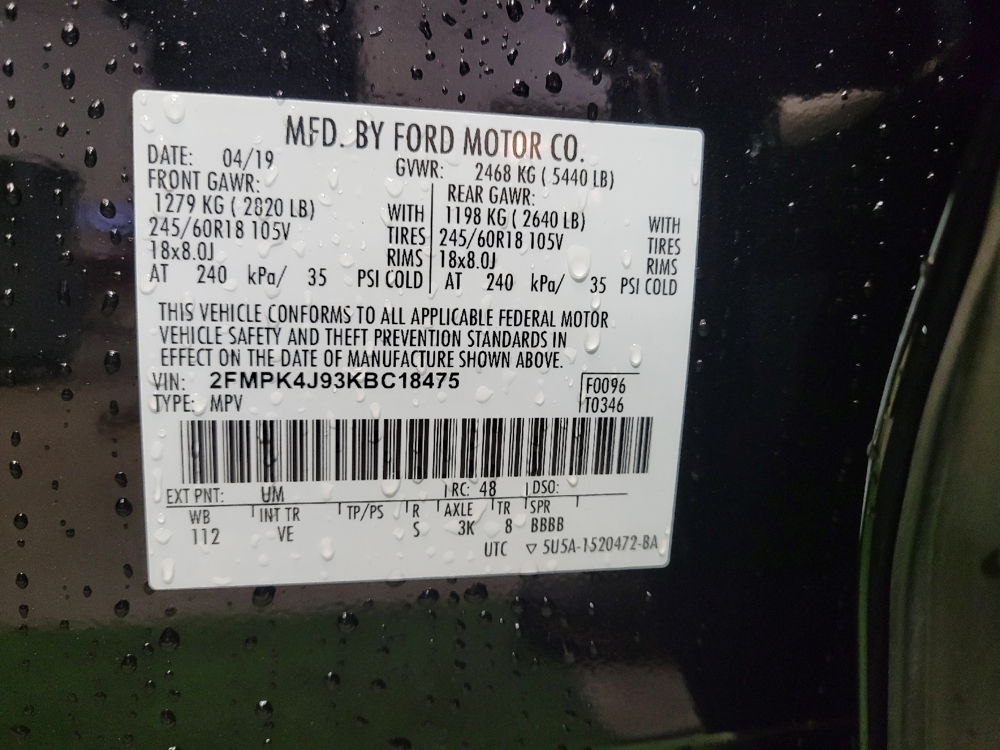 MFD. BY FORD MOTOR CO.
DATE: 04/19 GVWR: 2468 KG ( 5440 LB)
FRONT GAWR: REAR GAWR:
1279 KG ( 2820 LB) WITH 1198 KG ( 2640 LB) WITH
245/60R18 105V TIRES 245/60R18 105V TIRES
18x8.0J RIMS 18x8.0J RIMS
AT 240 kPa/ 35 PSI COLD AT 240 kPa/ 35 PSI COLD
THIS VEHICLE CONFORMS TO ALL APPLICABLE FEDERAL MOTOR
VEHICLE SAFETY AND THEFT PREVENTION STANDARDS IN
EFFECT ON THE DATE OF MANUFACTURE SHOWN ABOVE.
VIN: 2FMPK4J93KBC18475 F0096
TYPE: MPV T0346
EXT PNT: UM RC: 48 DSO:
WB INT TR TP/PS R AXLE TR SPR
112 VE S 3K 8 BBBB
UTC ▽ 5U5A-1520472-BA